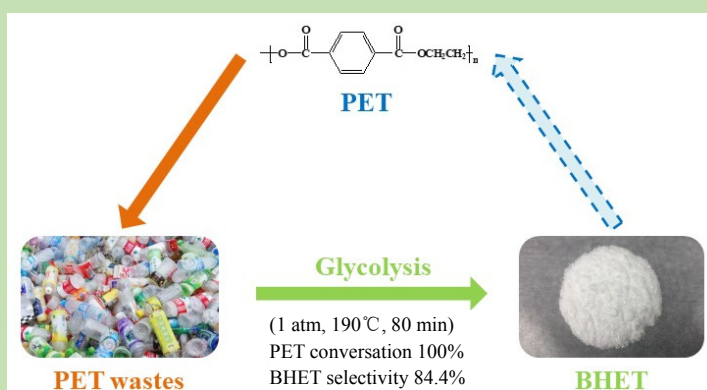 O
O
[O—C—C—OCH₂CH₂]n
PET
Glycolysis
(1 atm, 190℃, 80 min)
PET conversation 100%
BHET selectivity 84.4%
PET wastes
BHET